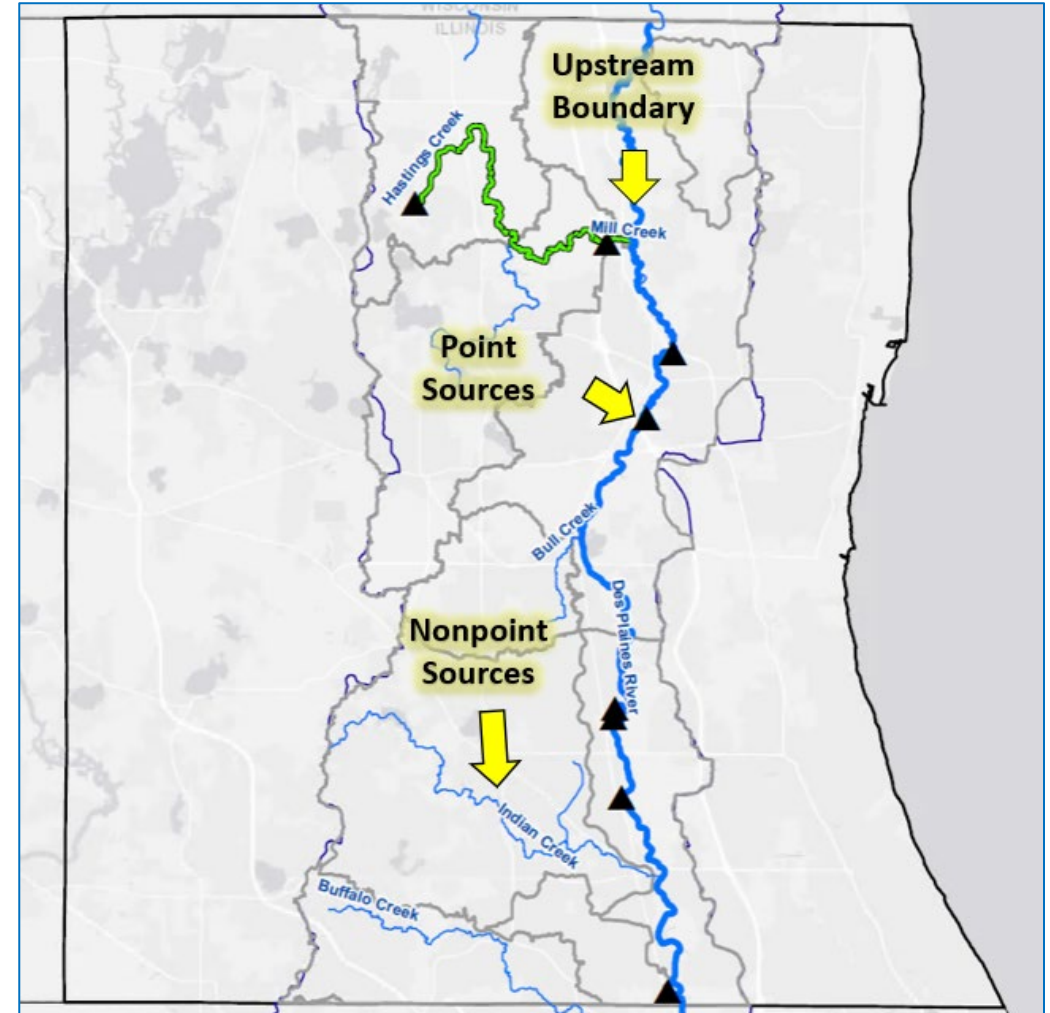 WISCONSIN
ILLINOIS
Upstream
Boundary
Hastings Creek
Mill Creek
Point
Sources
Bull Creek
Des Plaines River
Nonpoint
Sources
Indian Creek
Buffalo Creek